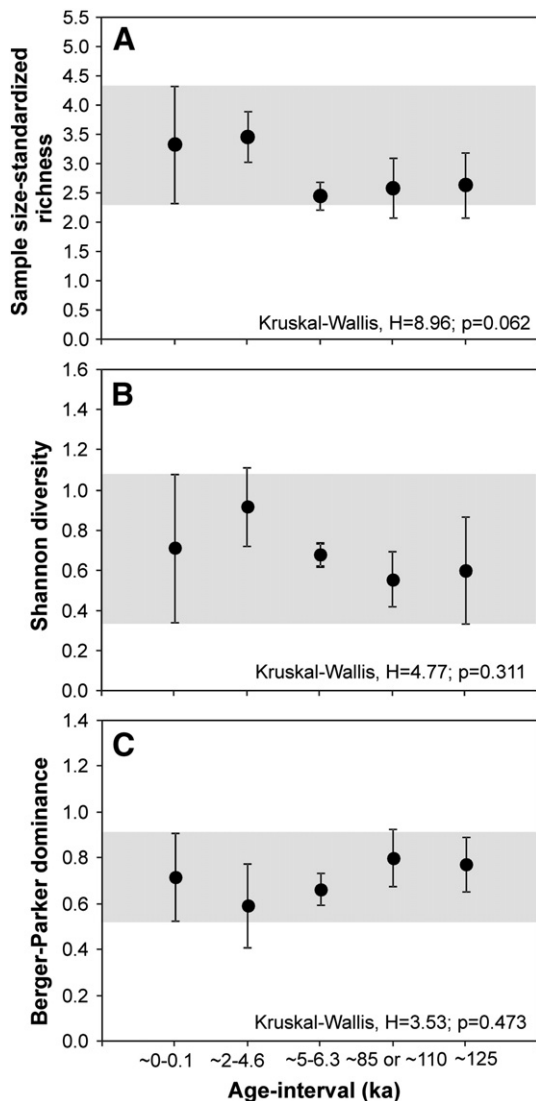 A
5.5
5.0
4.5
4.0
3.5
3.0
2.5
2.0
1.5
1.0
0.5
0.0
Sample size-standardized
richness
Kruskal-Wallis, H=8.96; p=0.062
B
1.6
1.4
1.2
1.0
0.8
0.6
0.4
0.2
0.0
Shannon diversity
Kruskal-Wallis, H=4.77; p=0.311
C
1.4
1.2
1.0
0.8
0.6
0.4
0.2
0.0
Berger-Parker dominance
Kruskal-Wallis, H=3.53; p=0.473
~0-0.1 ~2-4.6 ~5-6.3 ~85 or ~110 ~125
Age-interval (ka)